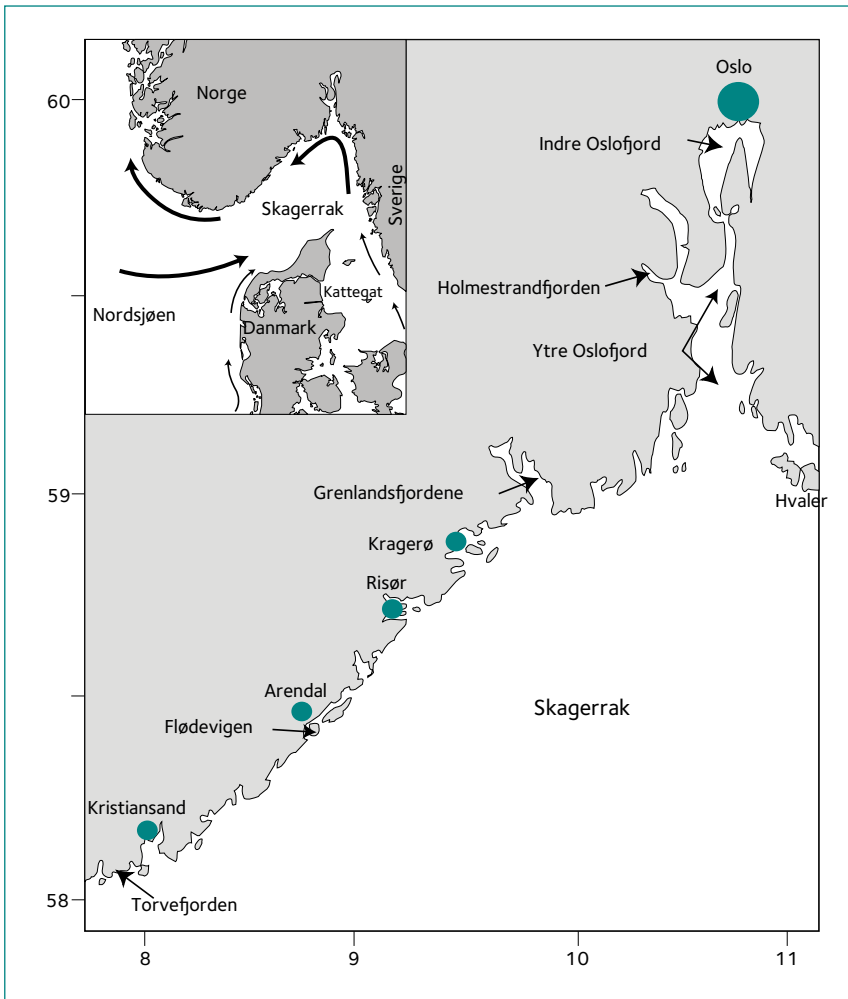 Oslo
60
Norge
Indre Oslofjord
Sverige
Skagerrak
Holmestrandfjorden
Kattegat
Nordsjøen
Danmark
Ytre Oslofjord
59
Grenlandsfjordene
Hvaler
Kragerø
Risør
Arendal
Skagerrak
Flødevigen
Kristiansand
58
Torvefjorden
8
9
10
11